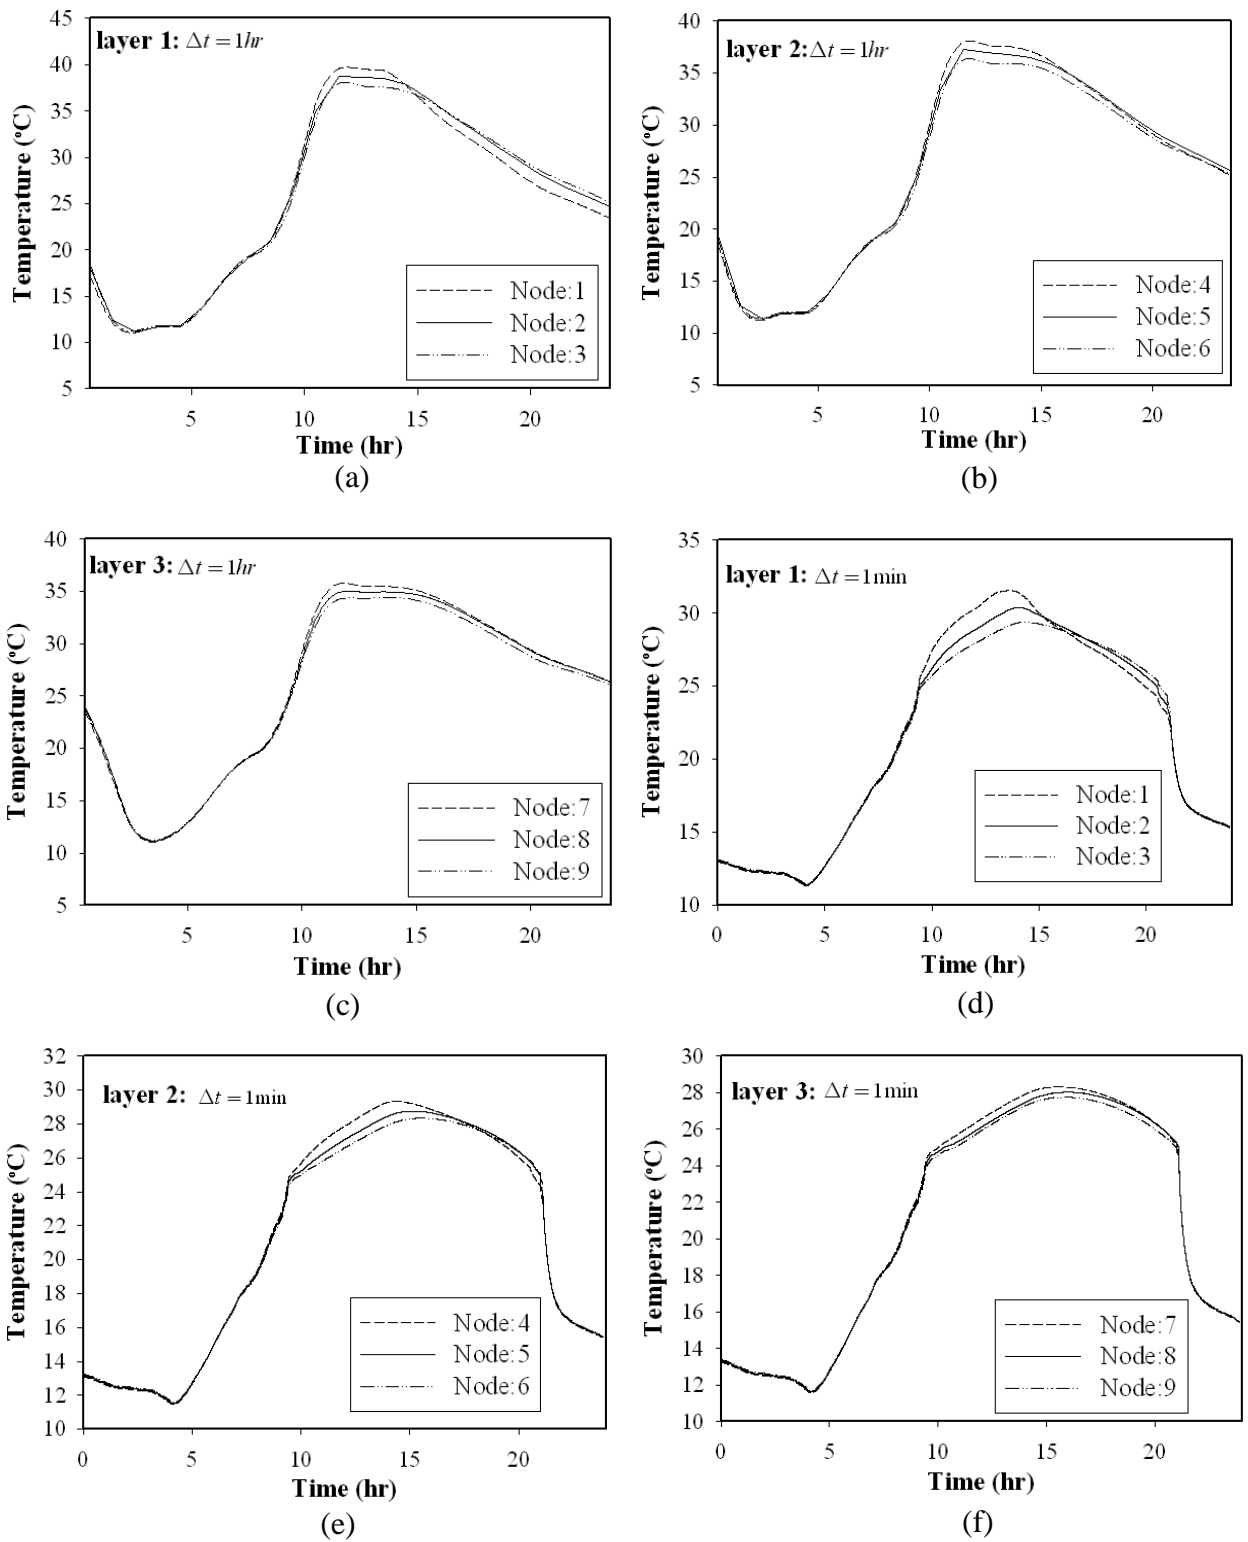 layer 1: Δt = 1hr
45
40
35
30
25
20
15
10
5
Temperature (ºC)
Node:1
Node:2
Node:3
5 10 15 20
Time (hr)
(a)
layer 2: Δt = 1hr
40
35
30
25
20
15
10
5
Temperature (ºC)
Node:4
Node:5
Node:6
5 10 15 20
Time (hr)
(b)
layer 3: Δt = 1hr
40
35
30
25
20
15
10
5
Temperature (ºC)
Node:7
Node:8
Node:9
5 10 15 20
Time (hr)
(c)
layer 1: Δt = 1min
35
30
25
20
15
10
Temperature (ºC)
Node:1
Node:2
Node:3
0 5 10 15 20
Time (hr)
(d)
layer 2: Δt = 1min
32
30
28
26
24
22
20
18
16
14
12
10
Temperature (ºC)
Node:4
Node:5
Node:6
0 5 10 15 20
Time (hr)
(e)
layer 3: Δt = 1min
30
28
26
24
22
20
18
16
14
12
10
Temperature (ºC)
Node:7
Node:8
Node:9
0 5 10 15 20
Time (hr)
(f)